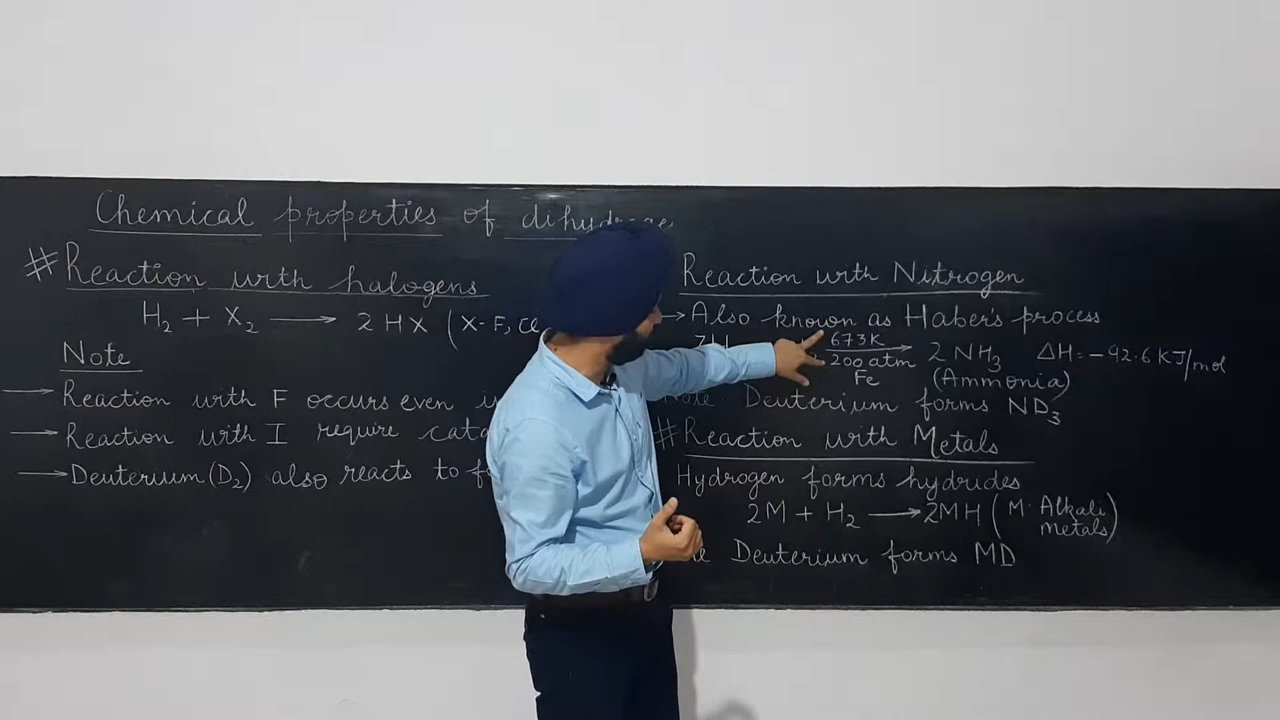 Chemical properties of dihydroge
# Reaction with halogens
H₂ + X₂ ⟶ 2HX (X-F, Cl
Note
⟶ Reaction with F occurs even
⟶ Reaction with I require
⟶ Deuterium (D₂) also reacts to
Reaction with Nitrogen
→ Also known as Haber's process
673K
200 atm ⟶ 2NH₃ ΔH = -92.6 KJ/mol
Fe (Ammonia)
Note Deuterium forms ND₃
# Reaction with Metals
Hydrogen forms hydrides
2M + H₂ ⟶ 2MH (M. Alkali
metals)
Deuterium forms MD